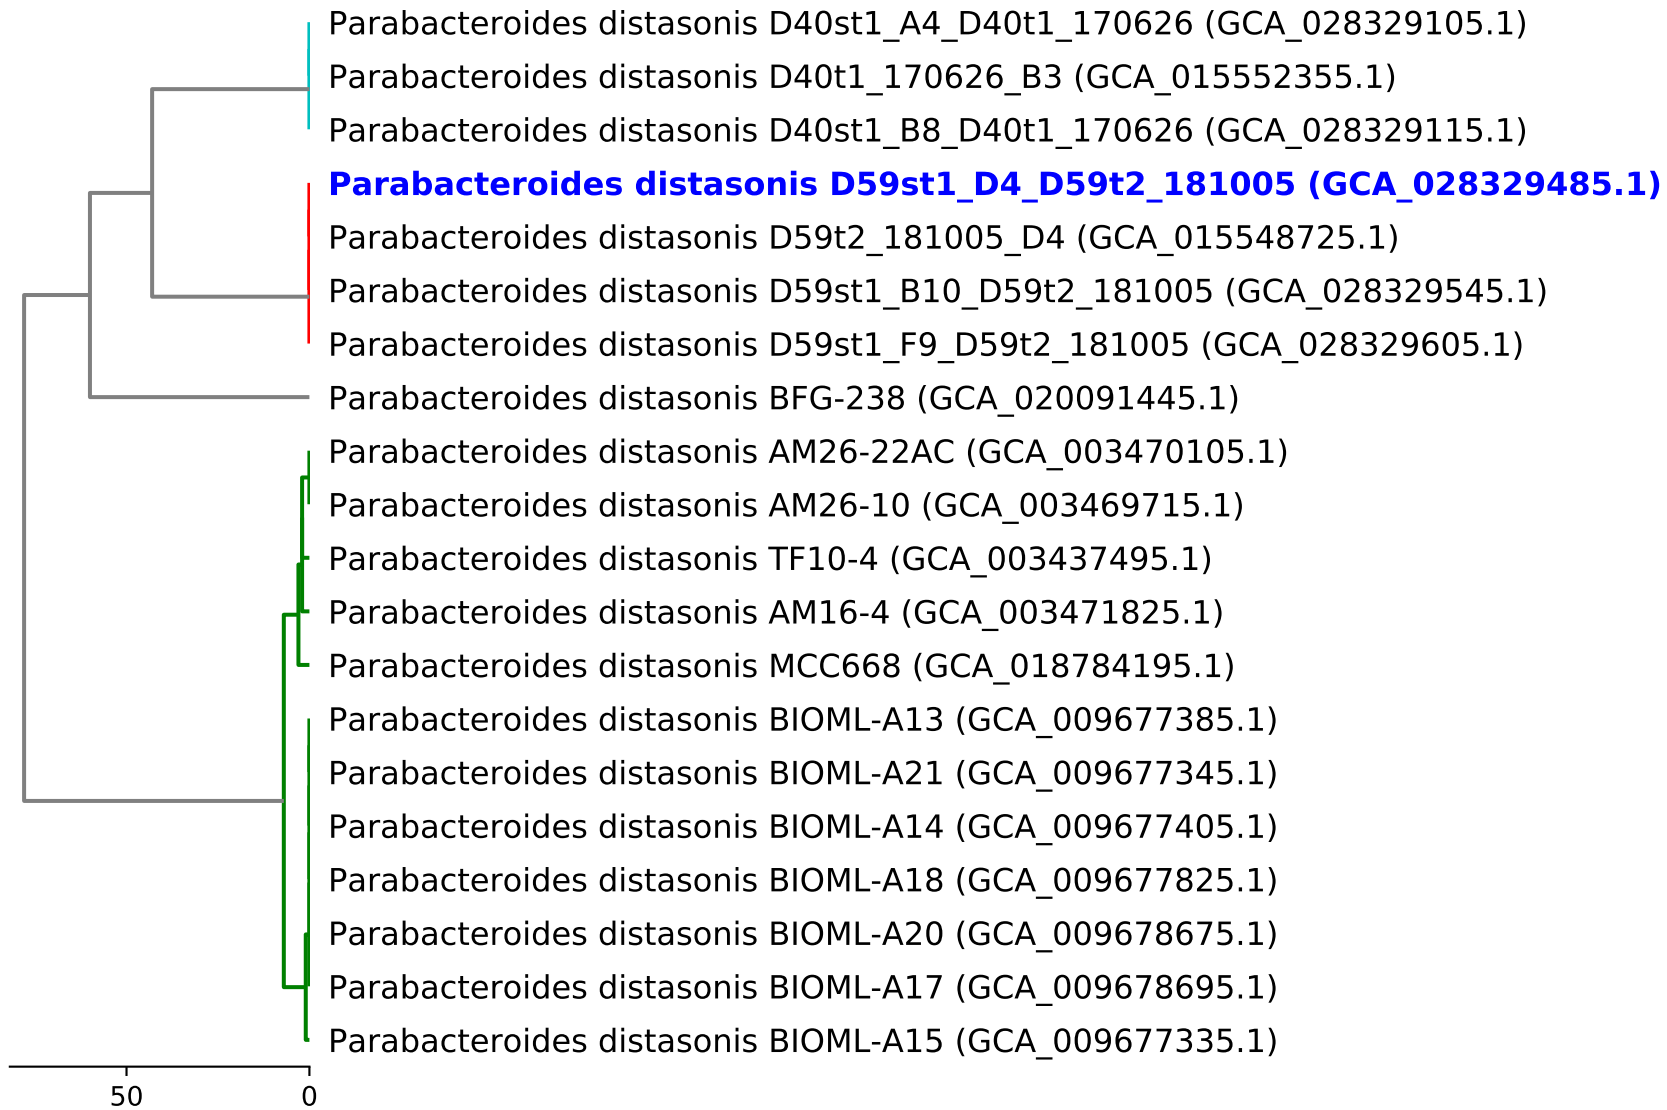 Parabacteroides distasonis D40st1_A4_D40t1_170626 (GCA_028329105.1)
Parabacteroides distasonis D40t1_170626_B3 (GCA_015552355.1)
Parabacteroides distasonis D40st1_B8_D40t1_170626 (GCA_028329115.1)
Parabacteroides distasonis D59st1_D4_D59t2_181005 (GCA_028329485.1)
Parabacteroides distasonis D59t2_181005_D4 (GCA_015548725.1)
Parabacteroides distasonis D59st1_B10_D59t2_181005 (GCA_028329545.1)
Parabacteroides distasonis D59st1_F9_D59t2_181005 (GCA_028329605.1)
Parabacteroides distasonis BFG-238 (GCA_020091445.1)
Parabacteroides distasonis AM26-22AC (GCA_003470105.1)
Parabacteroides distasonis AM26-10 (GCA_003469715.1)
Parabacteroides distasonis TF10-4 (GCA_003437495.1)
Parabacteroides distasonis AM16-4 (GCA_003471825.1)
Parabacteroides distasonis MCC668 (GCA_018784195.1)
Parabacteroides distasonis BIOML-A13 (GCA_009677385.1)
Parabacteroides distasonis BIOML-A21 (GCA_009677345.1)
Parabacteroides distasonis BIOML-A14 (GCA_009677405.1)
Parabacteroides distasonis BIOML-A18 (GCA_009677825.1)
Parabacteroides distasonis BIOML-A20 (GCA_009678675.1)
Parabacteroides distasonis BIOML-A17 (GCA_009678695.1)
Parabacteroides distasonis BIOML-A15 (GCA_009677335.1)
50 0